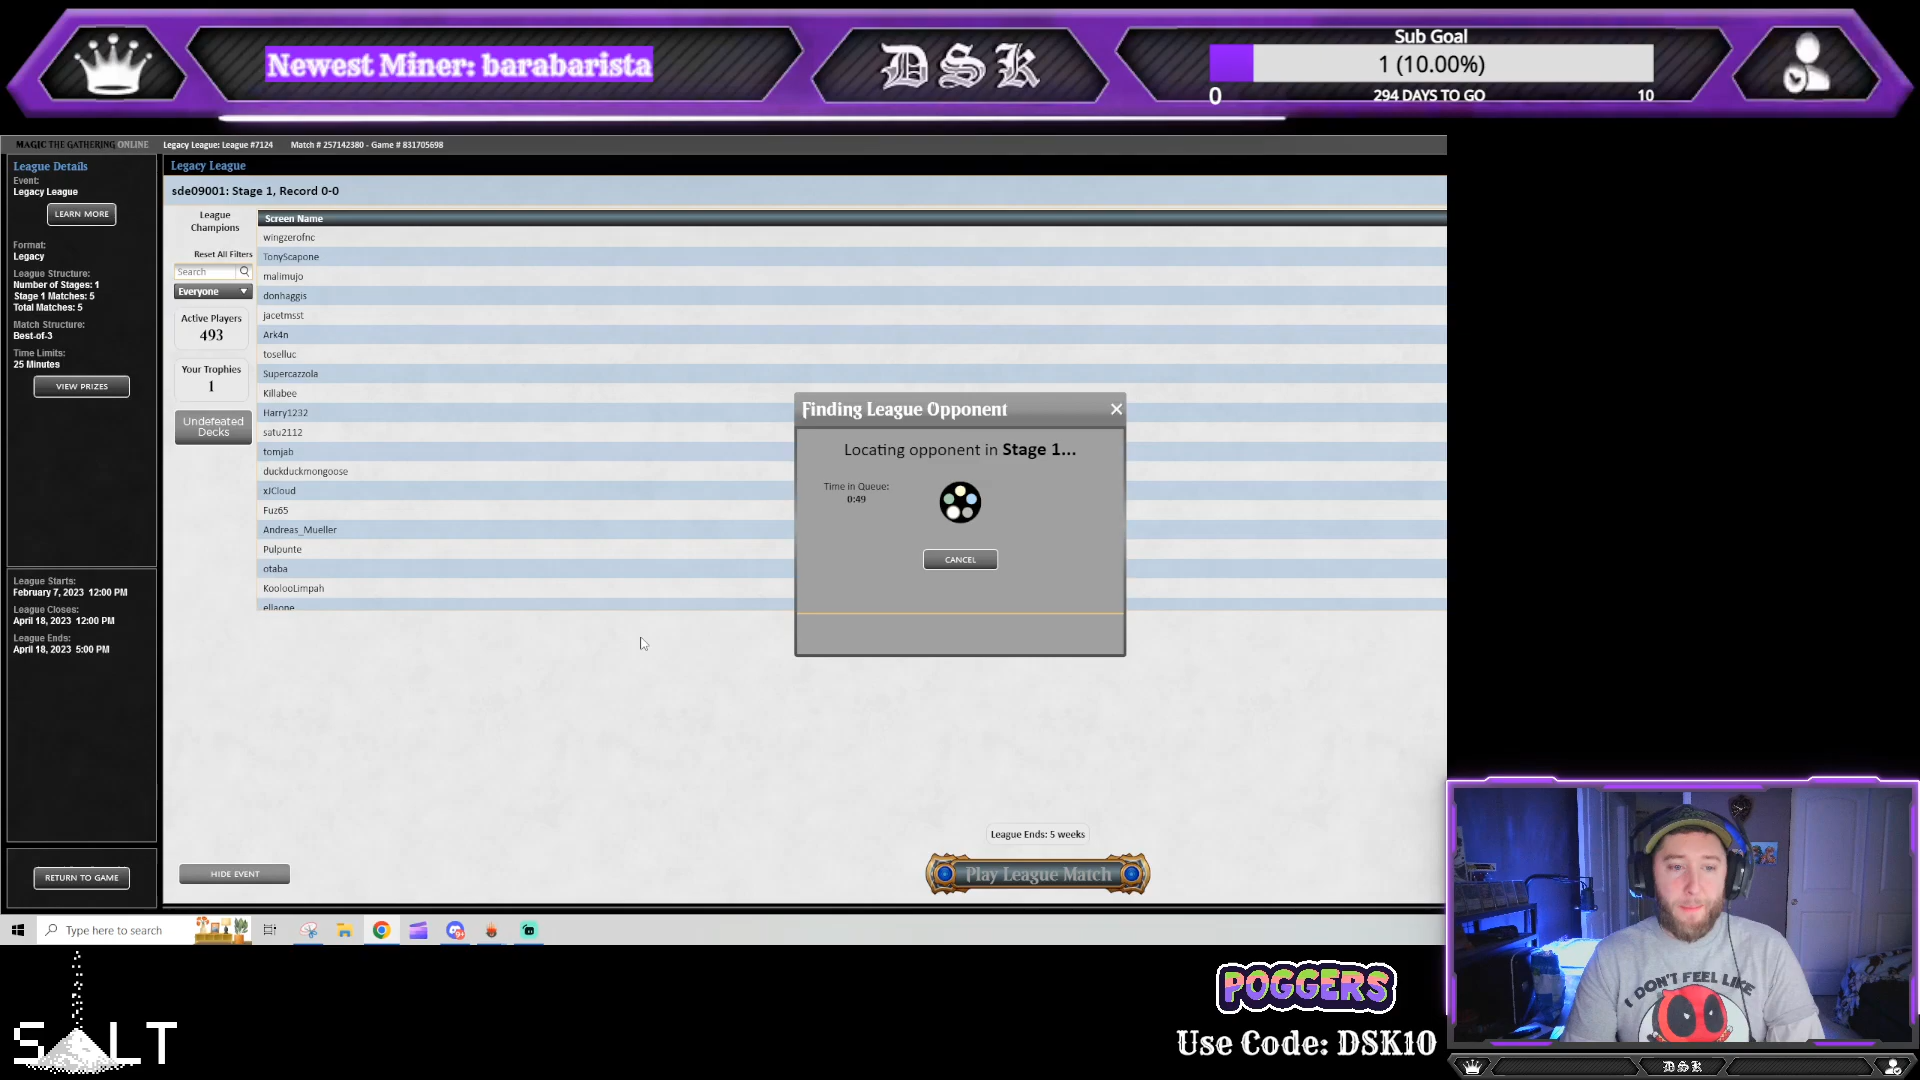 Newest Miner: barabarista
DSK
Sub Goal
1 (10.00%)
0
294 DAYS TO GO
10
MAGIC THE GATHERING ONLINE
Legacy League: League #7124
Match # 257142380 - Game # 831705698
League Details
Event:
Legacy League
LEARN MORE
Format:
Legacy
League Structure:
Number of Stages: 1
Stage 1 Matches: 5
Total Matches: 5
Match Structure:
Best-of-3
Time Limits:
25 Minutes
VIEW PRIZES
League Starts:
February 7, 2023 12:00 PM
League Closes:
April 18, 2023 12:00 PM
League Ends:
April 18, 2023 5:00 PM
RETURN TO GAME
Legacy League
sde09001: Stage 1, Record 0-0
League
Champions
Reset All Filters
Search
Everyone
Active Players
493
Your Trophies
1
Undefeated
Decks
Screen Name
wingzerofnc
TonyScapone
malimujo
donhaggis
jacetmsst
Ark4n
toselluc
Supercazzola
Killabee
Harry1232
satu2112
tomjab
duckduckmongoose
xJCloud
Fuz65
Andreas_Mueller
Pulpunte
otaba
KoolooLimpah
ellaone
Finding League Opponent
Locating opponent in Stage 1...
Time in Queue:
0:49
CANCEL
League Ends: 5 weeks
Play League Match
HIDE EVENT
Type here to search
SALT
POGGERS
Use Code: DSK10
I DON'T FEEL LIKE
DSK